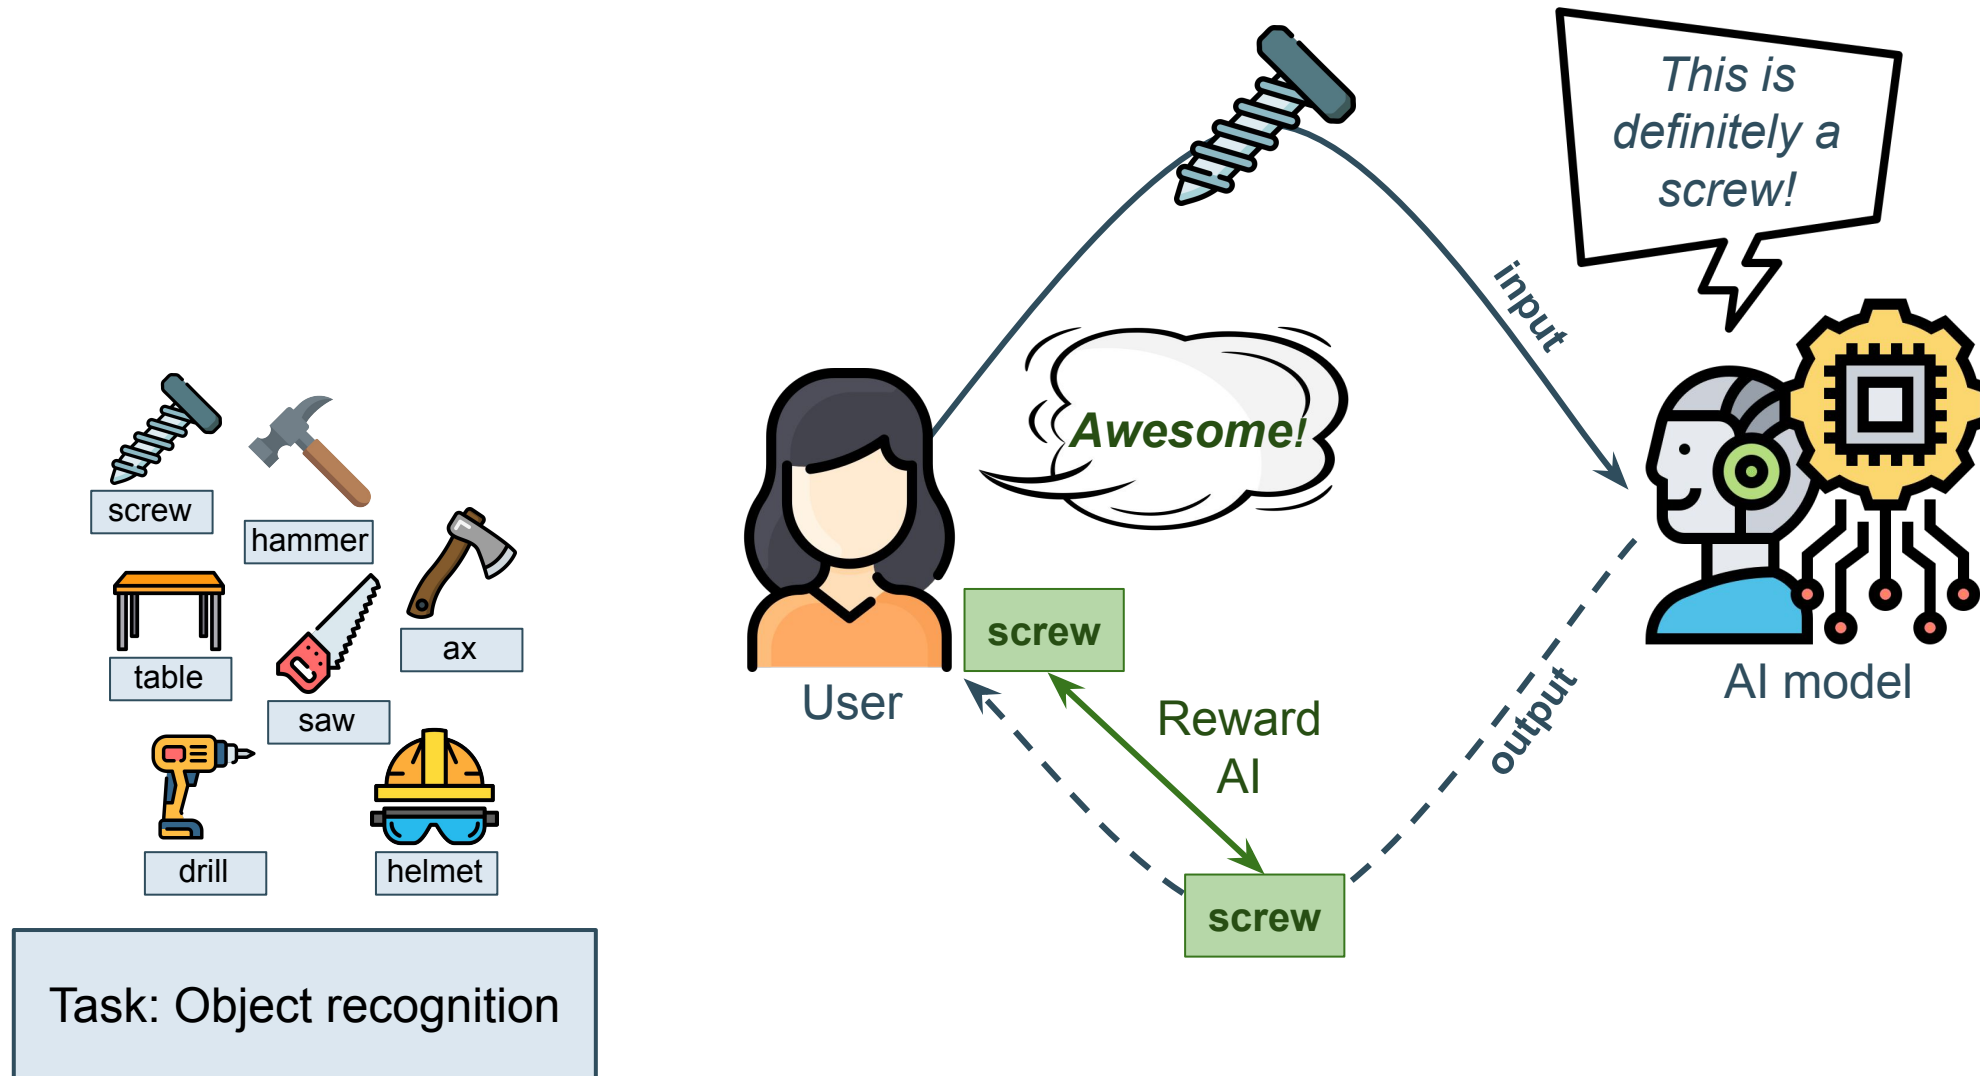 This is
definitely a
screw!
input
Awesome!
screw
hammer
ax
table
saw
drill
helmet
Task: Object recognition
User
screw
Reward
AI
output
AI model
screw